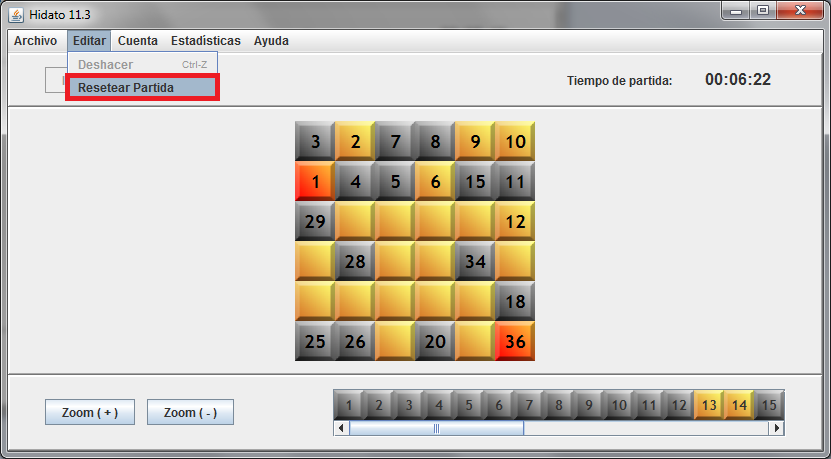 Hidato 11.3
Archivo Editar Cuenta Estadísticas Ayuda
Deshacer Ctrl-Z
Resetear Partida
Tiempo de partida: 00:06:22
3 2 7 8 9 10
1 4 5 6 15 11
29 12
28 34
18
25 26 20 36
Zoom ( + ) Zoom ( - ) 1 2 3 4 5 6 7 8 9 10 11 12 13 14 15